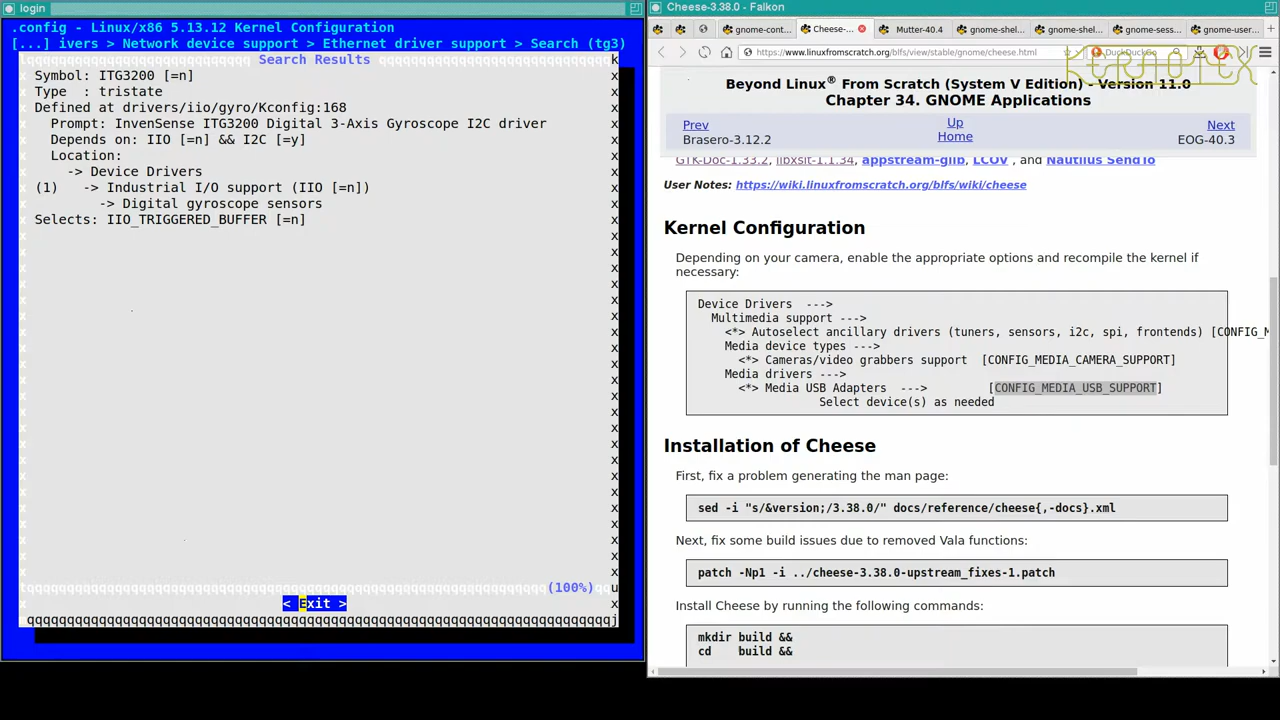 login
.config - Linux/x86 5.13.12 Kernel Configuration
[...] ivers > Network device support > Ethernet driver support > Search (tg3)
lqqqqqqqqqqqqqqqqqqqqqqqqqqqqq Search Results qqqqqqqqqqqqqqqqqqqqqqqqqqqqqqk
Symbol: ITG3200 [=n]
Type  : tristate
Defined at drivers/iio/gyro/Kconfig:168
Prompt: InvenSense ITG3200 Digital 3-Axis Gyroscope I2C driver
Depends on: IIO [=n] && I2C [=y]
Location:
-> Device Drivers
(1)   -> Industrial I/O support (IIO [=n])
-> Digital gyroscope sensors
Selects: IIO_TRIGGERED_BUFFER [=n]
(100%)
< Exit >
Cheese-3.38.0 - Falkon
gnome-cont...
Cheese-...
Mutter-40.4
gnome-shel...
gnome-shel...
gnome-sess...
gnome-user...
https://www.linuxfromscratch.org/blfs/view/stable/gnome/cheese.html
DuckDuckGo
KERNOTEX
Beyond Linux® From Scratch (System V Edition) - Version 11.0
Chapter 34. GNOME Applications
Prev
Up
Next
Brasero-3.12.2
Home
EOG-40.3
GTK-Doc-1.33.2, libxslt-1.1.34, appstream-glib, LCOV , and Nautilus SendTo
User Notes: https://wiki.linuxfromscratch.org/blfs/wiki/cheese
Kernel Configuration
Depending on your camera, enable the appropriate options and recompile the kernel if
necessary:
Device Drivers  --->
Multimedia support --->
<*> Autoselect ancillary drivers (tuners, sensors, i2c, spi, frontends) [CONFIG_M
Media device types --->
<*> Cameras/video grabbers support  [CONFIG_MEDIA_CAMERA_SUPPORT]
Media drivers --->
<*> Media USB Adapters  --->        [CONFIG_MEDIA_USB_SUPPORT]
Select device(s) as needed
Installation of Cheese
First, fix a problem generating the man page:
sed -i "s/&version;/3.38.0/" docs/reference/cheese{,-docs}.xml
Next, fix some build issues due to removed Vala functions:
patch -Np1 -i ../cheese-3.38.0-upstream_fixes-1.patch
Install Cheese by running the following commands:
mkdir build &&
cd    build &&